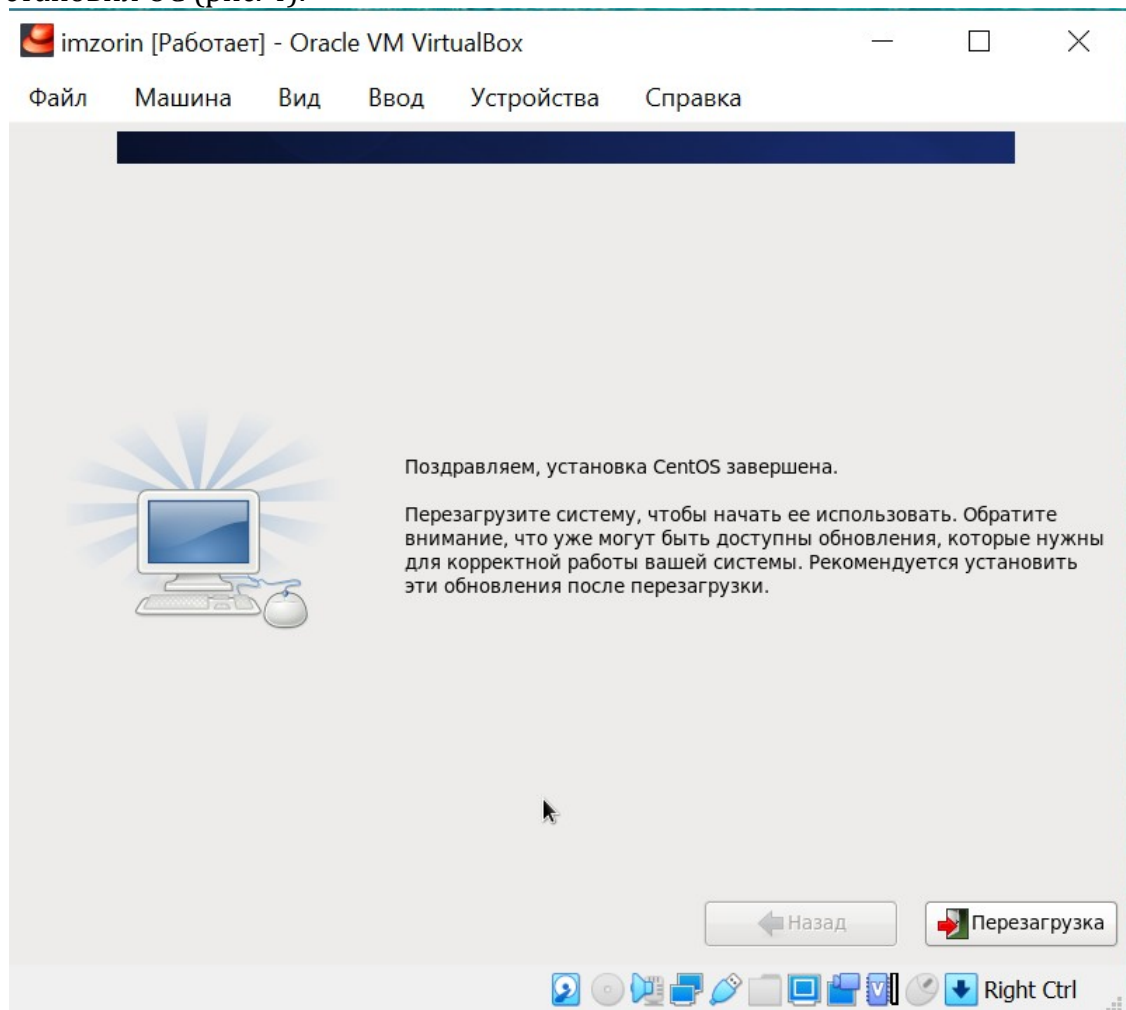 imzorin [Работает] - Oracle VM VirtualBox
Файл Машина Вид Ввод Устройства Справка
Поздравляем, установка CentOS завершена.
Перезагрузите систему, чтобы начать ее использовать. Обратите
внимание, что уже могут быть доступны обновления, которые нужны
для корректной работы вашей системы. Рекомендуется установить
эти обновления после перезагрузки.
Назад Перезагрузка
Right Ctrl